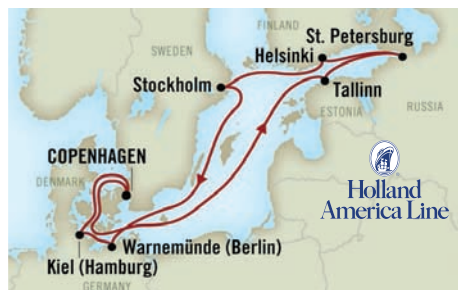 FINLAND
St. Petersburg
SWEDEN
Helsinki
Stockholm
Tallinn
ESTONIA
RUSSIA
COPENHAGEN
DENMARK
Holland
America Line
Warnemünde (Berlin)
Kiel (Hamburg)
GERMANY